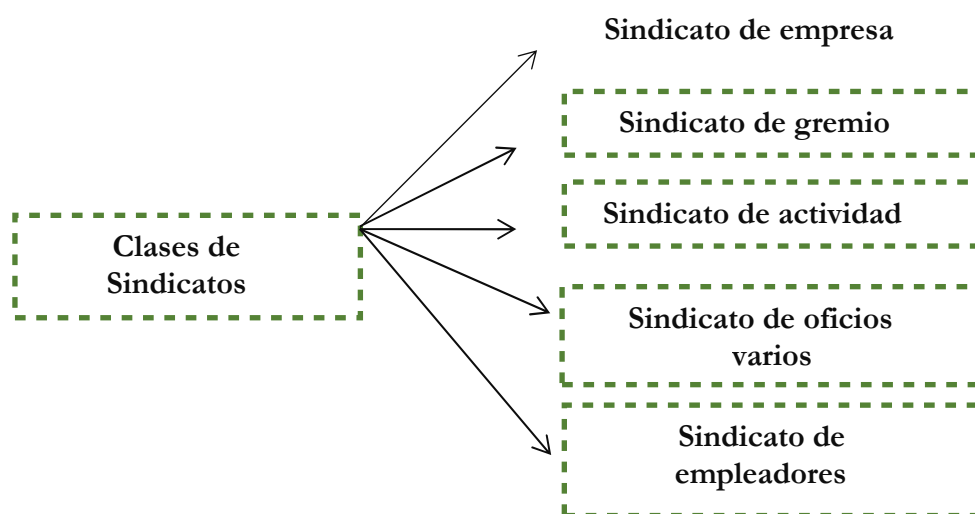 Sindicato de empresa
Sindicato de gremio
Sindicato de actividad
Clases de
Sindicatos
Sindicato de oficios
varios
Sindicato de
empleadores